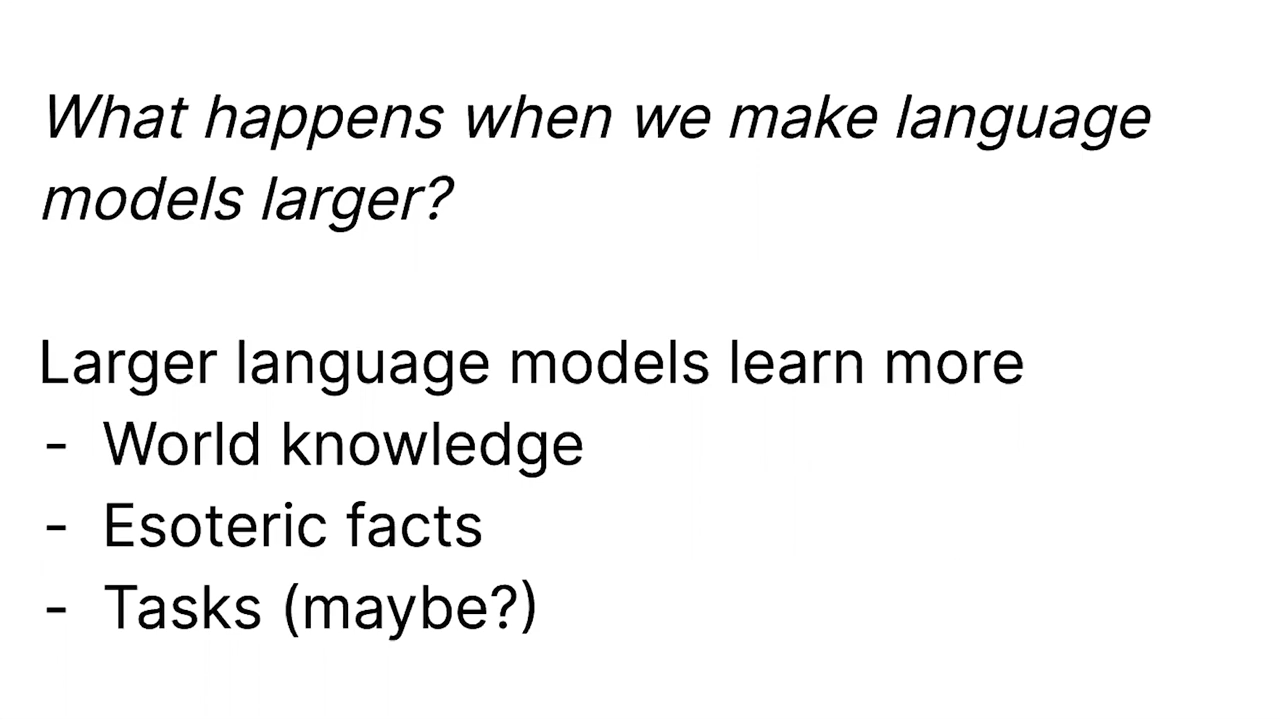 What happens when we make language
models larger?
Larger language models learn more
- World knowledge
- Esoteric facts
- Tasks (maybe?)